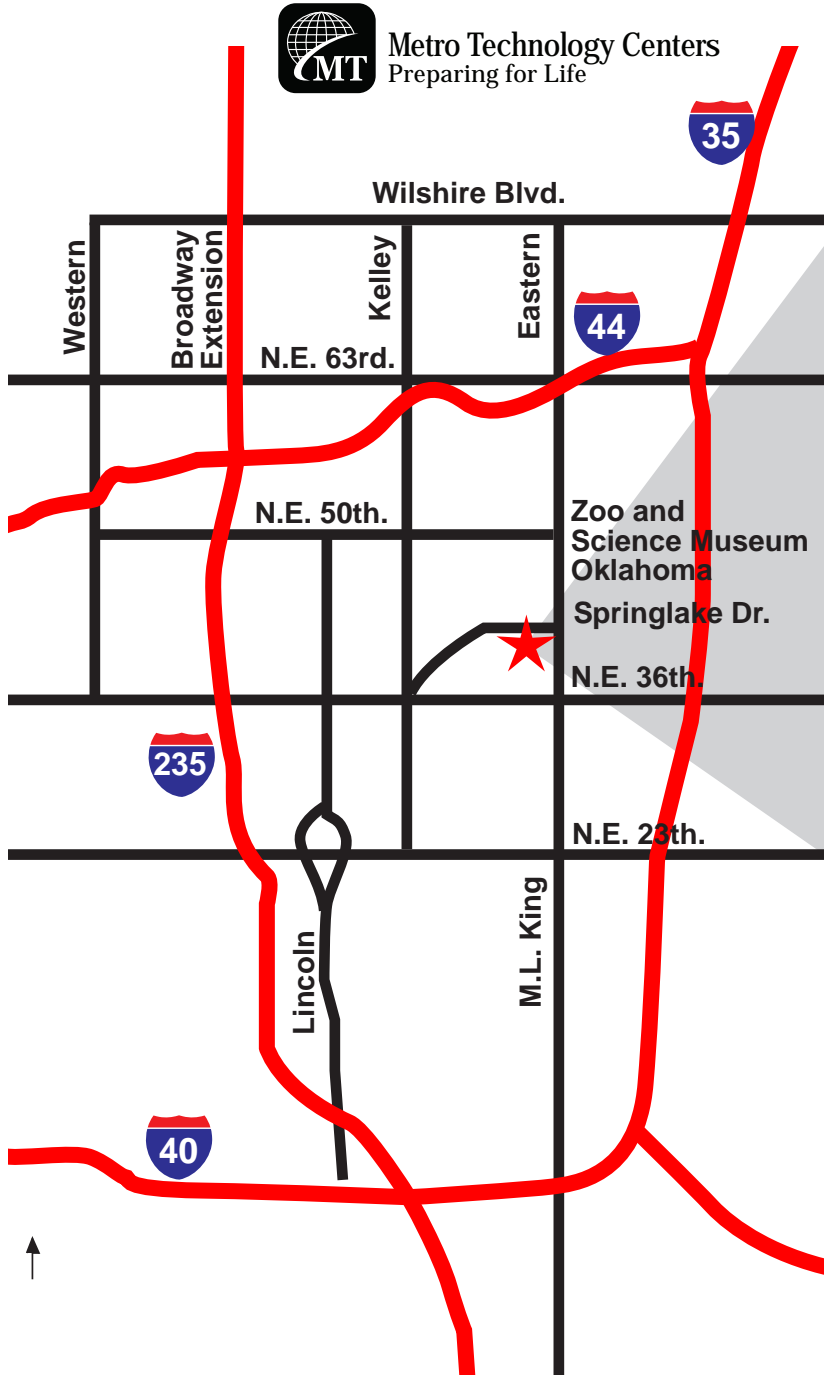 MT
Metro Technology Centers
Preparing for Life
35
Wilshire Blvd.
Western
Broadway
Extension
Kelley
Eastern
44
N.E. 63rd.
N.E. 50th.
Zoo and
Science Museum
Oklahoma
Springlake Dr.
N.E. 36th.
235
N.E. 23th.
M.L. King
Lincoln
40